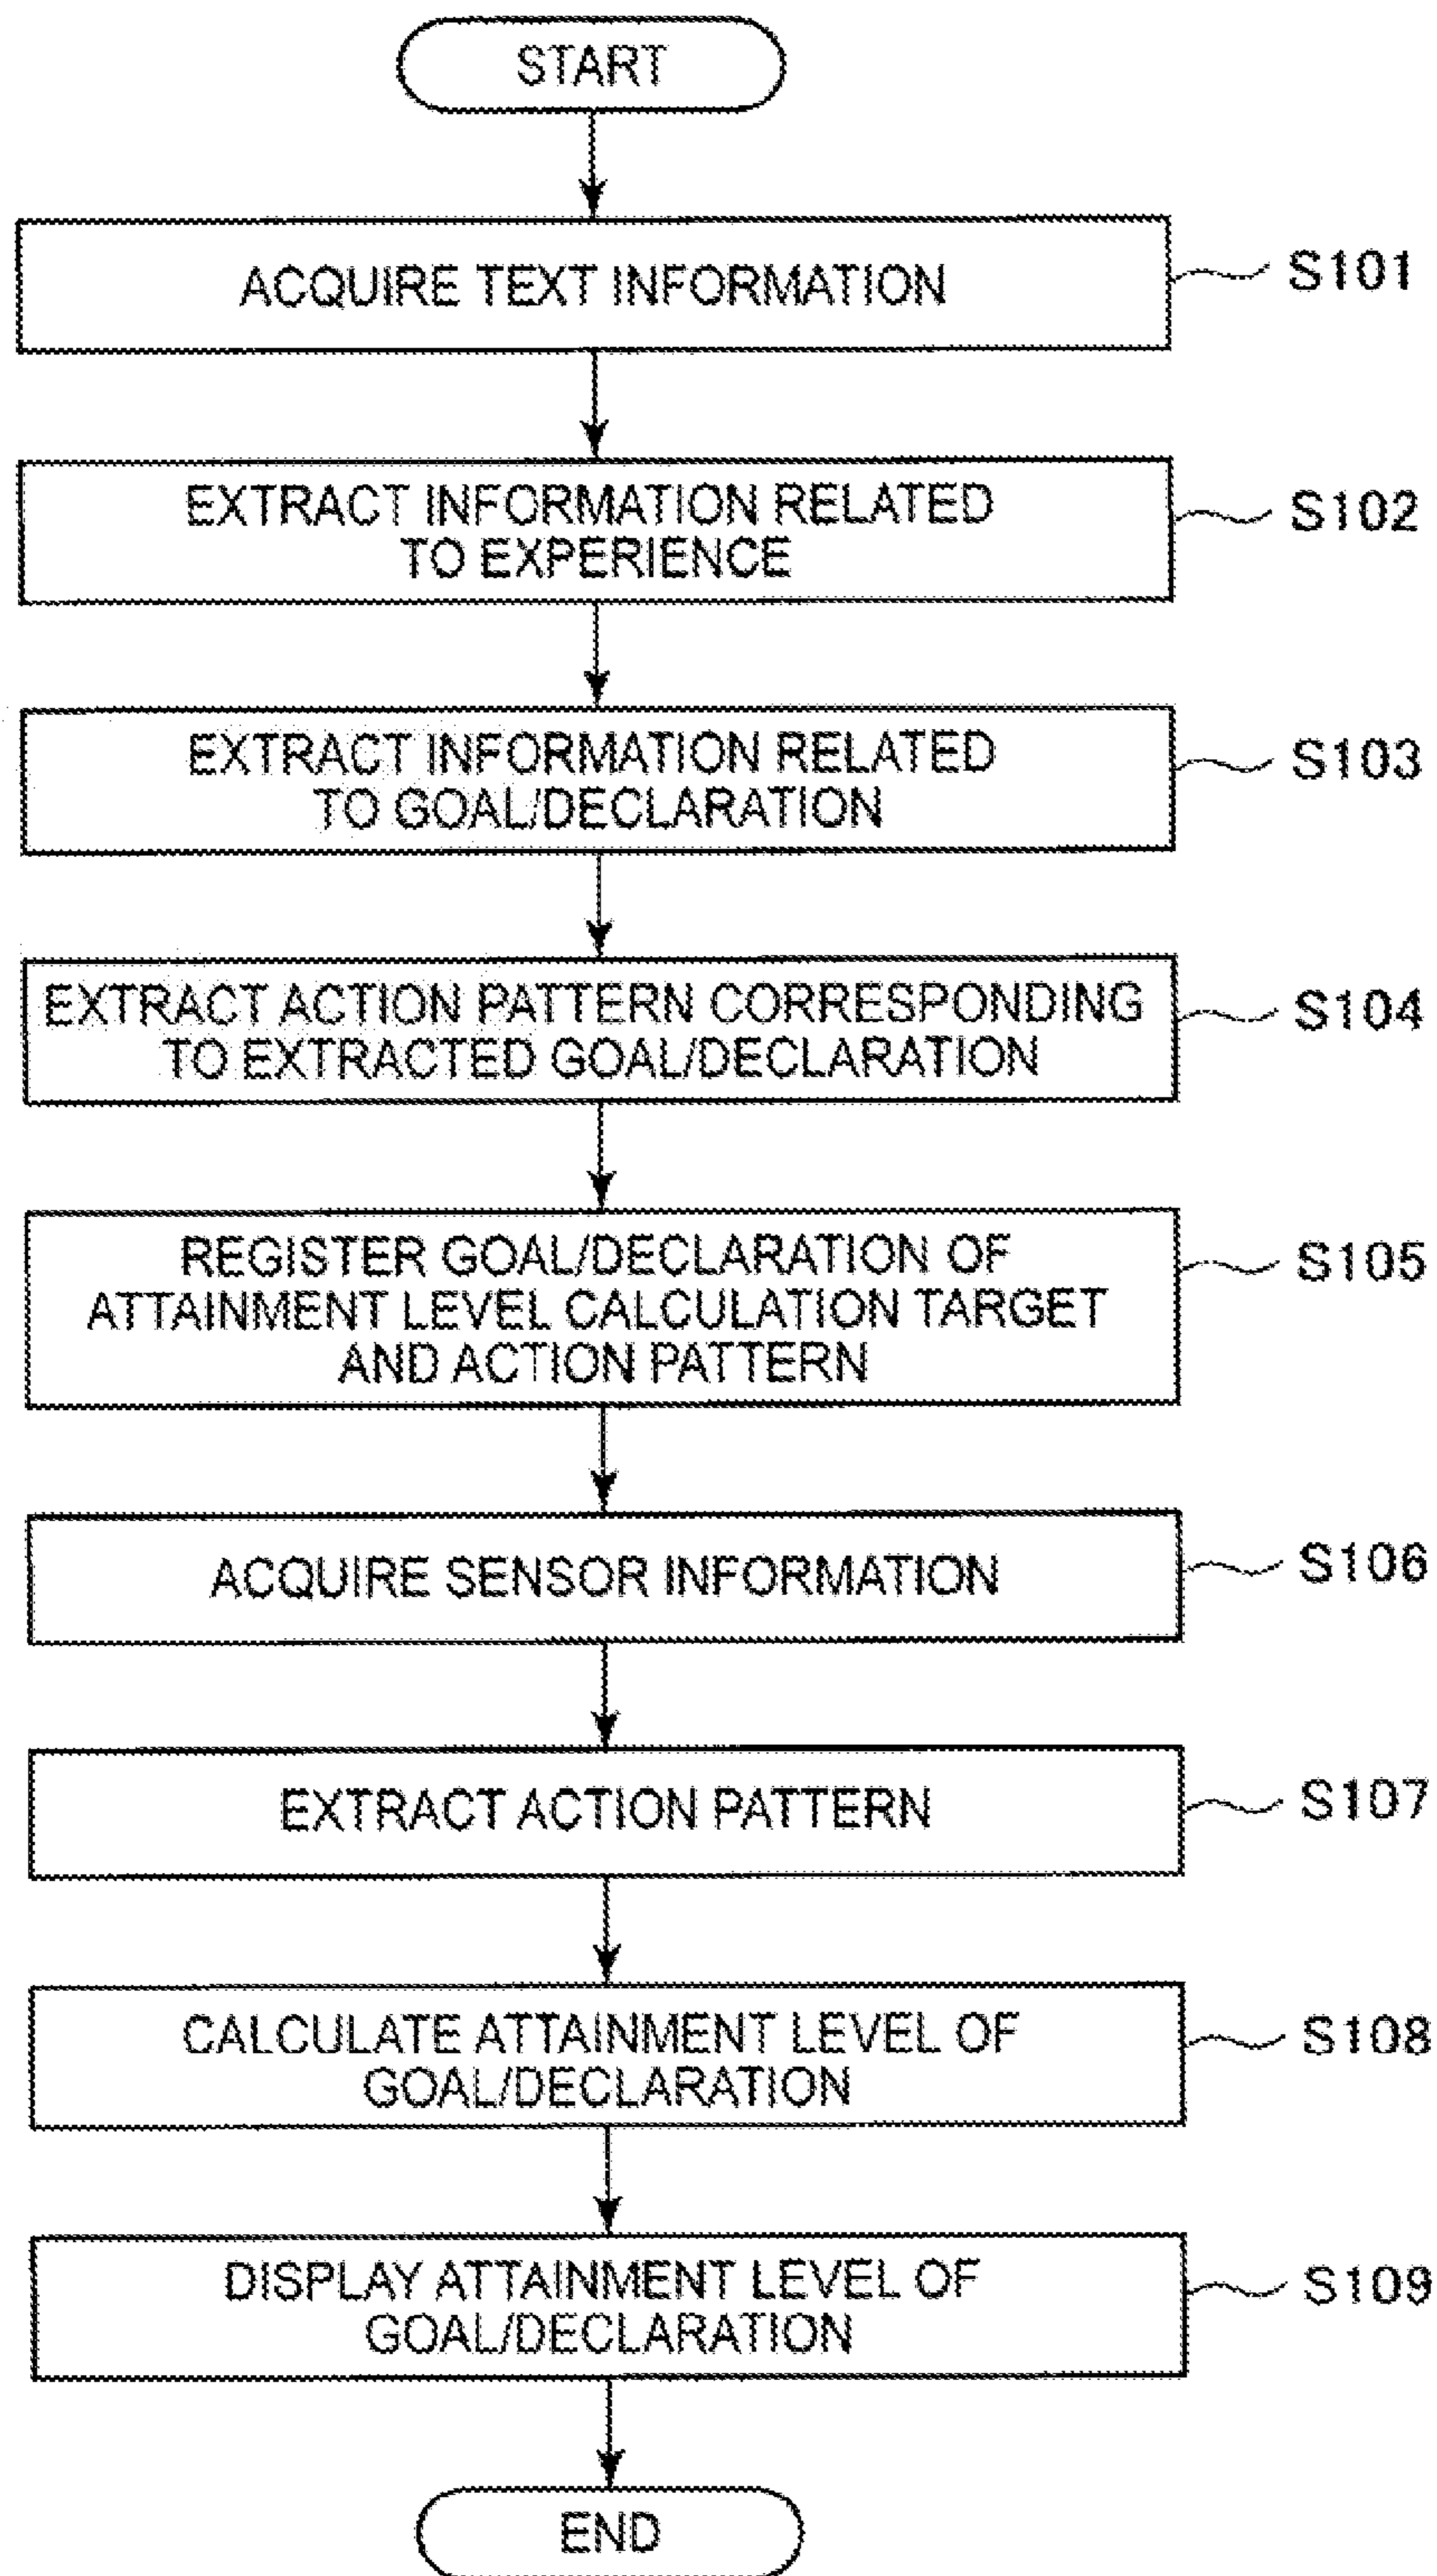 START
ACQUIRE TEXT INFORMATION
S101
EXTRACT INFORMATION RELATED
TO EXPERIENCE
S102
EXTRACT INFORMATION RELATED
TO GOAL/DECLARATION
S103
EXTRACT ACTION PATTERN CORRESPONDING
TO EXTRACTED GOAL/DECLARATION
S104
REGISTER GOAL/DECLARATION OF
ATTAINMENT LEVEL CALCULATION TARGET
AND ACTION PATTERN
S105
ACQUIRE SENSOR INFORMATION
S106
EXTRACT ACTION PATTERN
S107
CALCULATE ATTAINMENT LEVEL OF
GOAL/DECLARATION
S108
DISPLAY ATTAINMENT LEVEL OF
GOAL/DECLARATION
S109
END